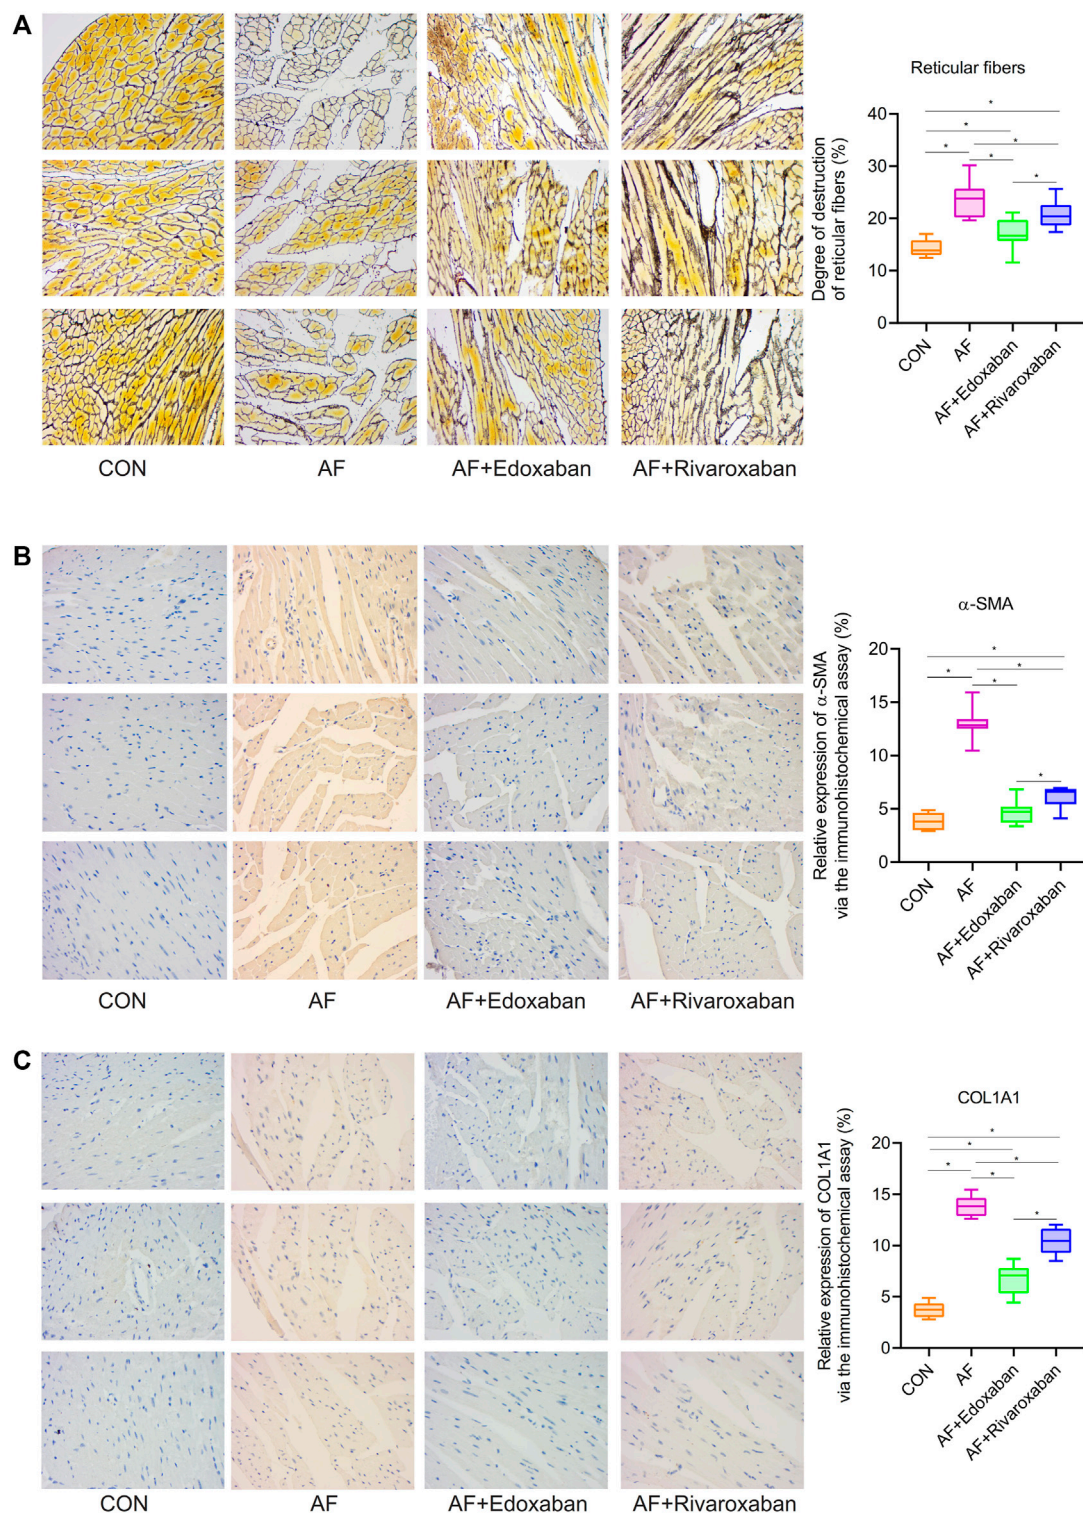 A
CON
AF
AF+Edoxaban
AF+Rivaroxaban
Reticular fibers
Degree of destruction
of reticular fibers (%)
40
30
20
10
0
* * * * * *
CON
AF
AF+Edoxaban
AF+Rivaroxaban
B
CON
AF
AF+Edoxaban
AF+Rivaroxaban
α-SMA
Relative expression of α-SMA
via the immunohistochemical assay (%)
20
15
10
5
0
* * * * *
CON
AF
AF+Edoxaban
AF+Rivaroxaban
C
CON
AF
AF+Edoxaban
AF+Rivaroxaban
COL1A1
Relative expression of COL1A1
via the immunohistochemical assay (%)
20
15
10
5
0
* * * * * *
CON
AF
AF+Edoxaban
AF+Rivaroxaban